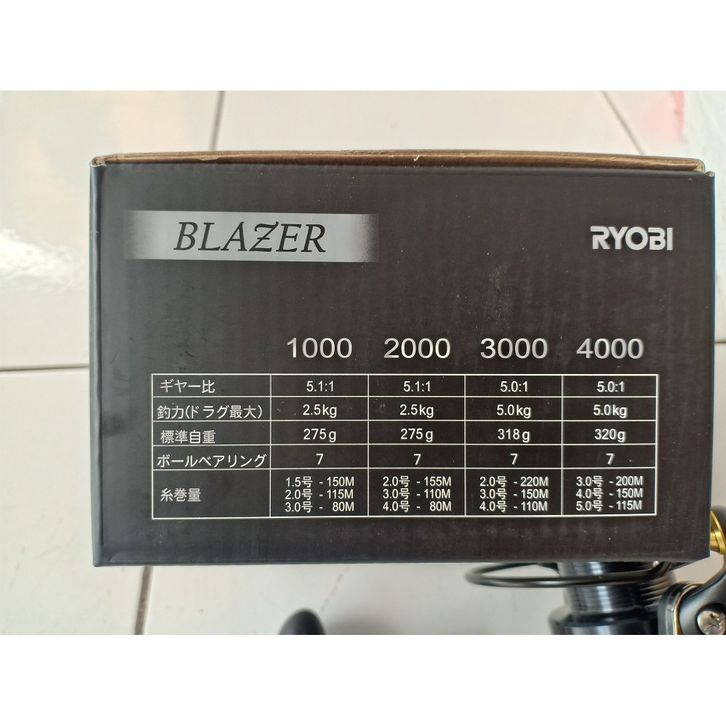 BLAZER
RYOBI
1000 2000 3000 4000
ギヤー比 5.1:1 5.1:1 5.0:1 5.0:1
釣力(ドラグ最大) 2.5kg 2.5kg 5.0kg 5.0kg
標準自重 275g 275g 318g 320g
ボールベアリング 7 7 7 7
糸巻量 1.5号 - 150M 2.0号 - 155M 2.0号 - 220M 3.0号 - 200M
2.0号 - 115M 3.0号 - 110M 3.0号 - 150M 4.0号 - 150M
3.0号 - 80M 4.0号 - 80M 4.0号 - 110M 5.0号 - 115M